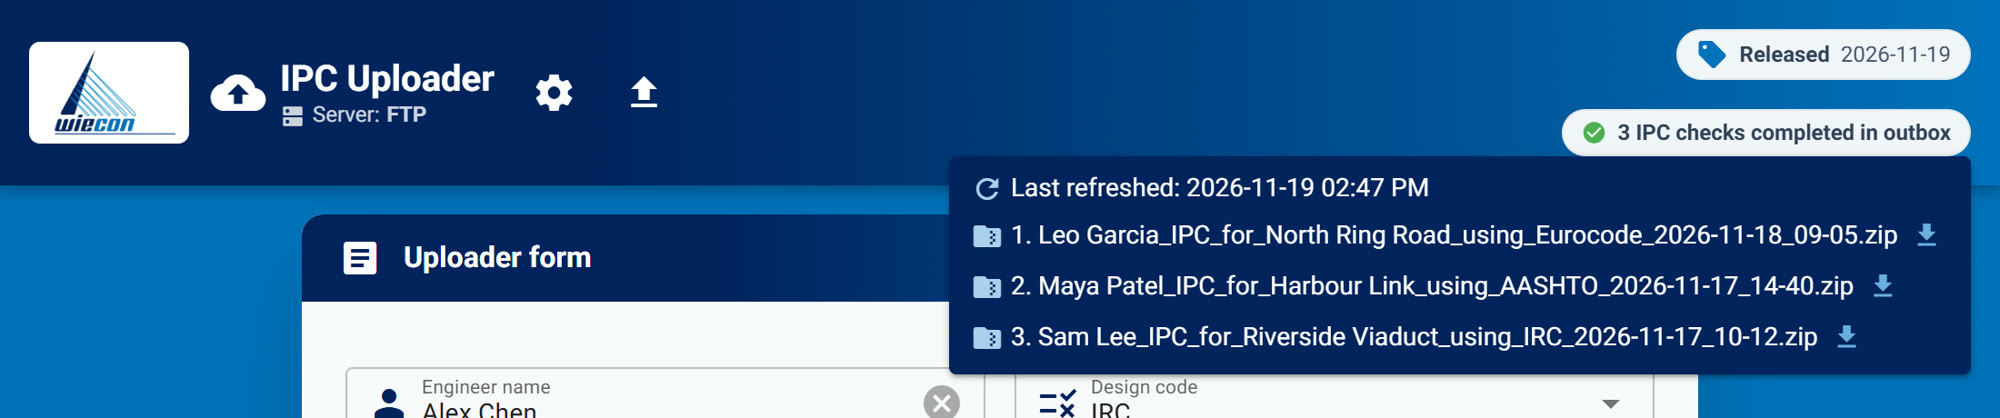 wiecon
IPC Uploader
Server: FTP
Released 2026-11-19
3 IPC checks completed in outbox
Last refreshed: 2026-11-19 02:47 PM
1. Leo Garcia_IPC_for_North Ring Road_using_Eurocode_2026-11-18_09-05.zip
2. Maya Patel_IPC_for_Harbour Link_using_AASHTO_2026-11-17_14-40.zip
3. Sam Lee_IPC_for_Riverside Viaduct_using_IRC_2026-11-17_10-12.zip
Uploader form
Engineer name
Alex Chen
Design code
IRC